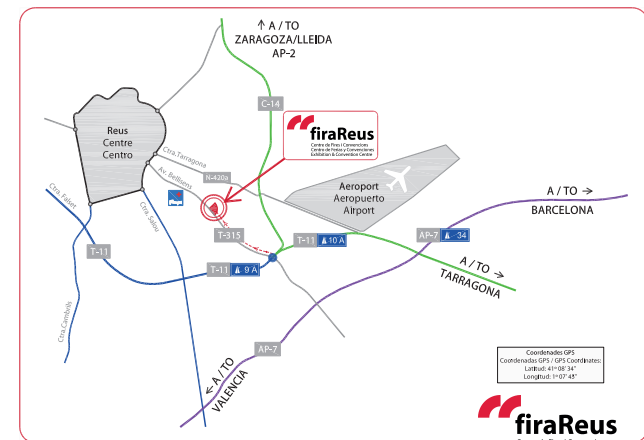 ↑ A / TO
ZARAGOZA/LLEIDA
AP-2
C-14
firaReus
Centre de Fires i Convencions
Centro de Ferias y Convenciones
Exhibition & Convention Centre
Reus
Centre
Centro
Ctra.Tarragona
N-420a
Av. Bellisens
Aeroport
Aeropuerto
Airport
A / TO →
BARCELONA
Ctra. Falset
Ctra. Salou
T-315
T-11
10 A
AP-7
34
T-11
T-11
9 A
A / TO →
TARRAGONA
Ctra.Cambrils
AP-7
← A / TO
VALENCIA
Coordenades GPS
Coordenadas GPS / GPS Coordinates:
Latitud: 41º 08' 34"
Longitud: 1º 07' 43"
firaReus